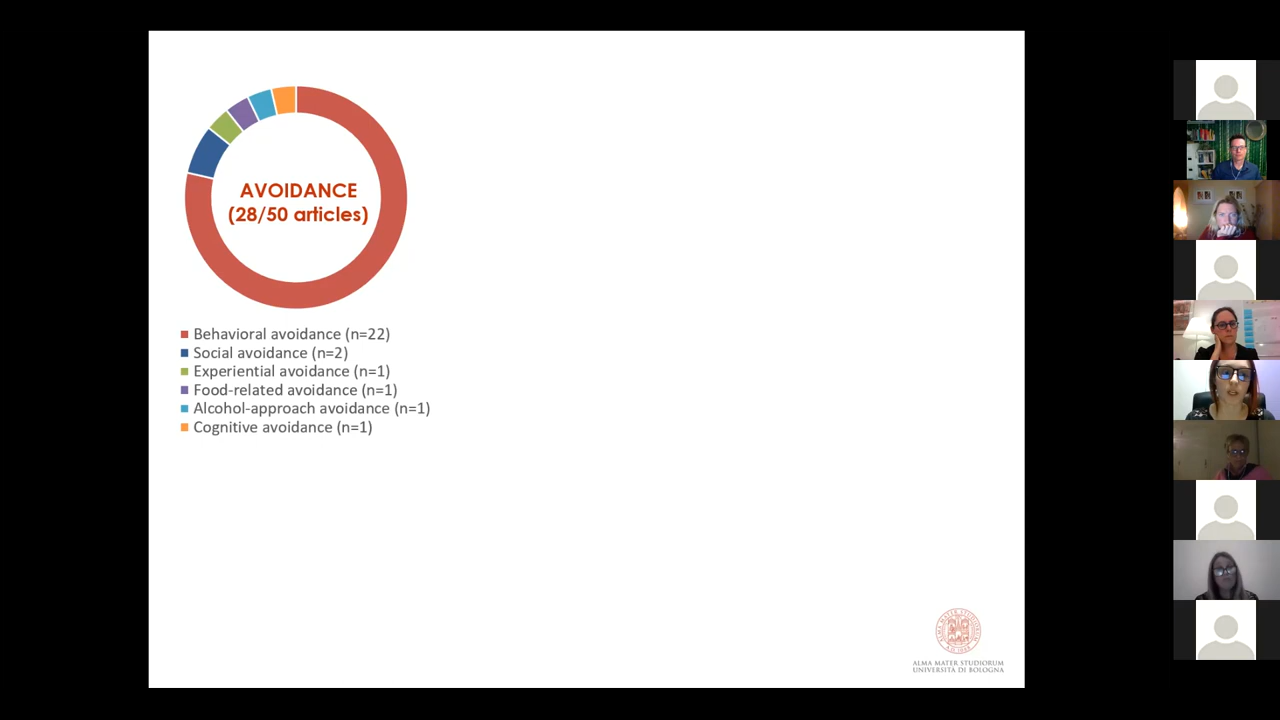 AVOIDANCE
(28/50 articles)
Behavioral avoidance (n=22)
Social avoidance (n=2)
Experiential avoidance (n=1)
Food-related avoidance (n=1)
Alcohol-approach avoidance (n=1)
Cognitive avoidance (n=1)
ALMA MATER STUDIORUM
UNIVERSITÀ DI BOLOGNA